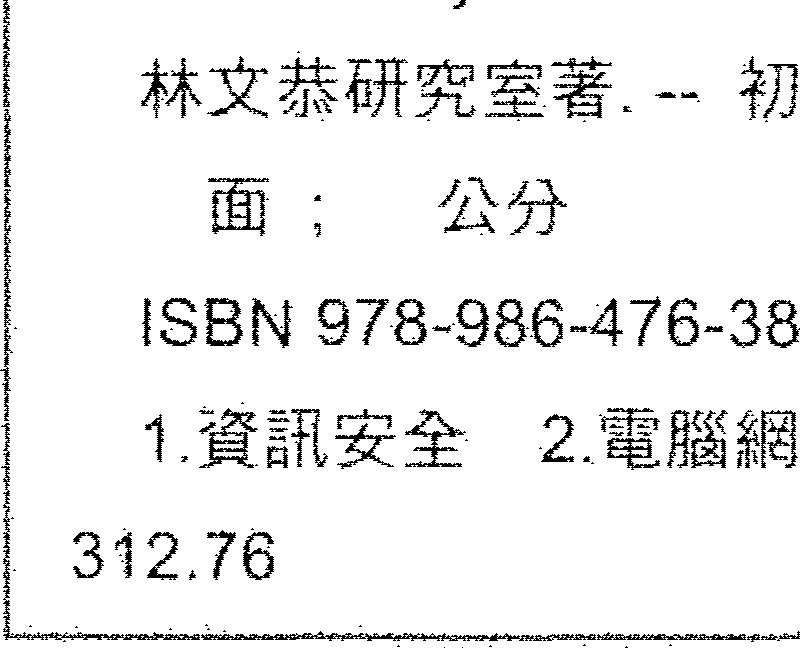 林文恭研究室著. -- 初
面 ; 公分
ISBN 978-986-476-38
1.資訊安全 2.電腦網
312.76